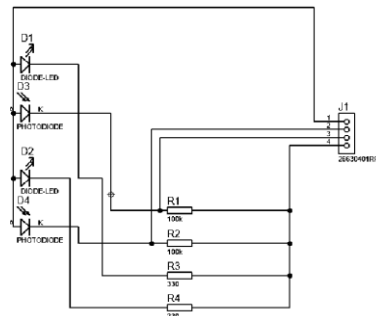 D1
DIODE-LED
D3
K
PHOTODIODE
D2
DIODE-LED
D4
K
PHOTODIODE
J1
1
2
3
4
R1
100k
R2
100k
R3
330
R4
330